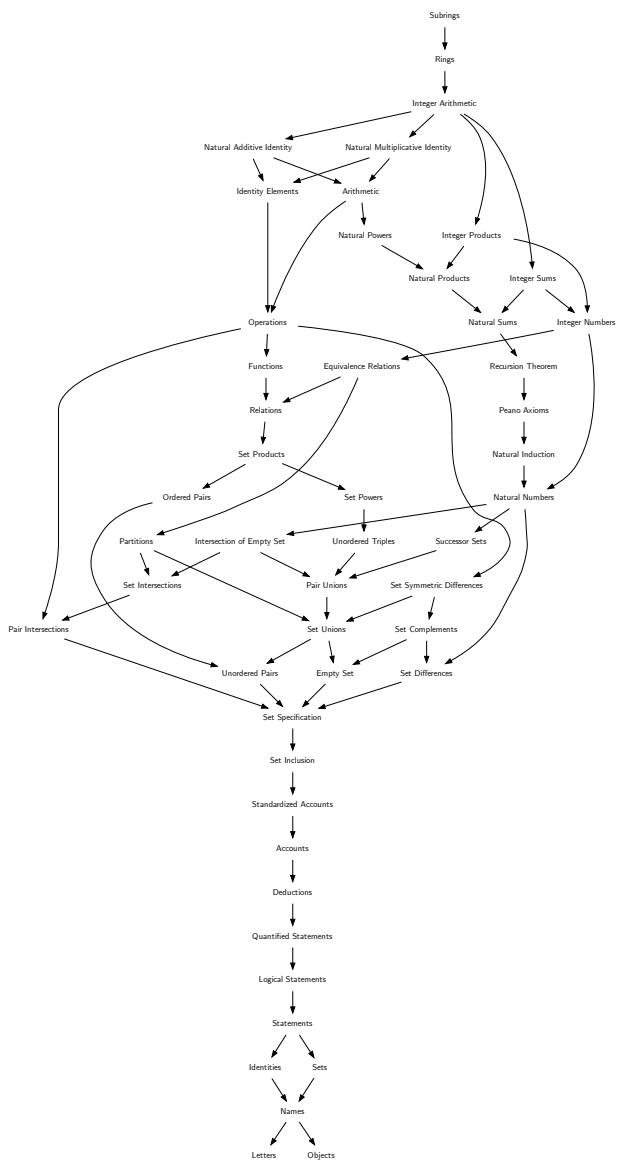 Subrings
Rings
Integer Arithmetic
Natural Additive Identity
Natural Multiplicative Identity
Identity Elements
Arithmetic
Natural Powers
Integer Products
Natural Products
Integer Sums
Operations
Natural Sums
Integer Numbers
Functions
Equivalence Relations
Recursion Theorem
Relations
Peano Axioms
Set Products
Natural Induction
Ordered Pairs
Set Powers
Natural Numbers
Partitions
Intersection of Empty Set
Unordered Triples
Successor Sets
Set Intersections
Pair Unions
Set Symmetric Differences
Pair Intersections
Set Unions
Set Complements
Unordered Pairs
Empty Set
Set Differences
Set Specification
Set Inclusion
Standardized Accounts
Accounts
Deductions
Quantified Statements
Logical Statements
Statements
Identities
Sets
Names
Letters
Objects